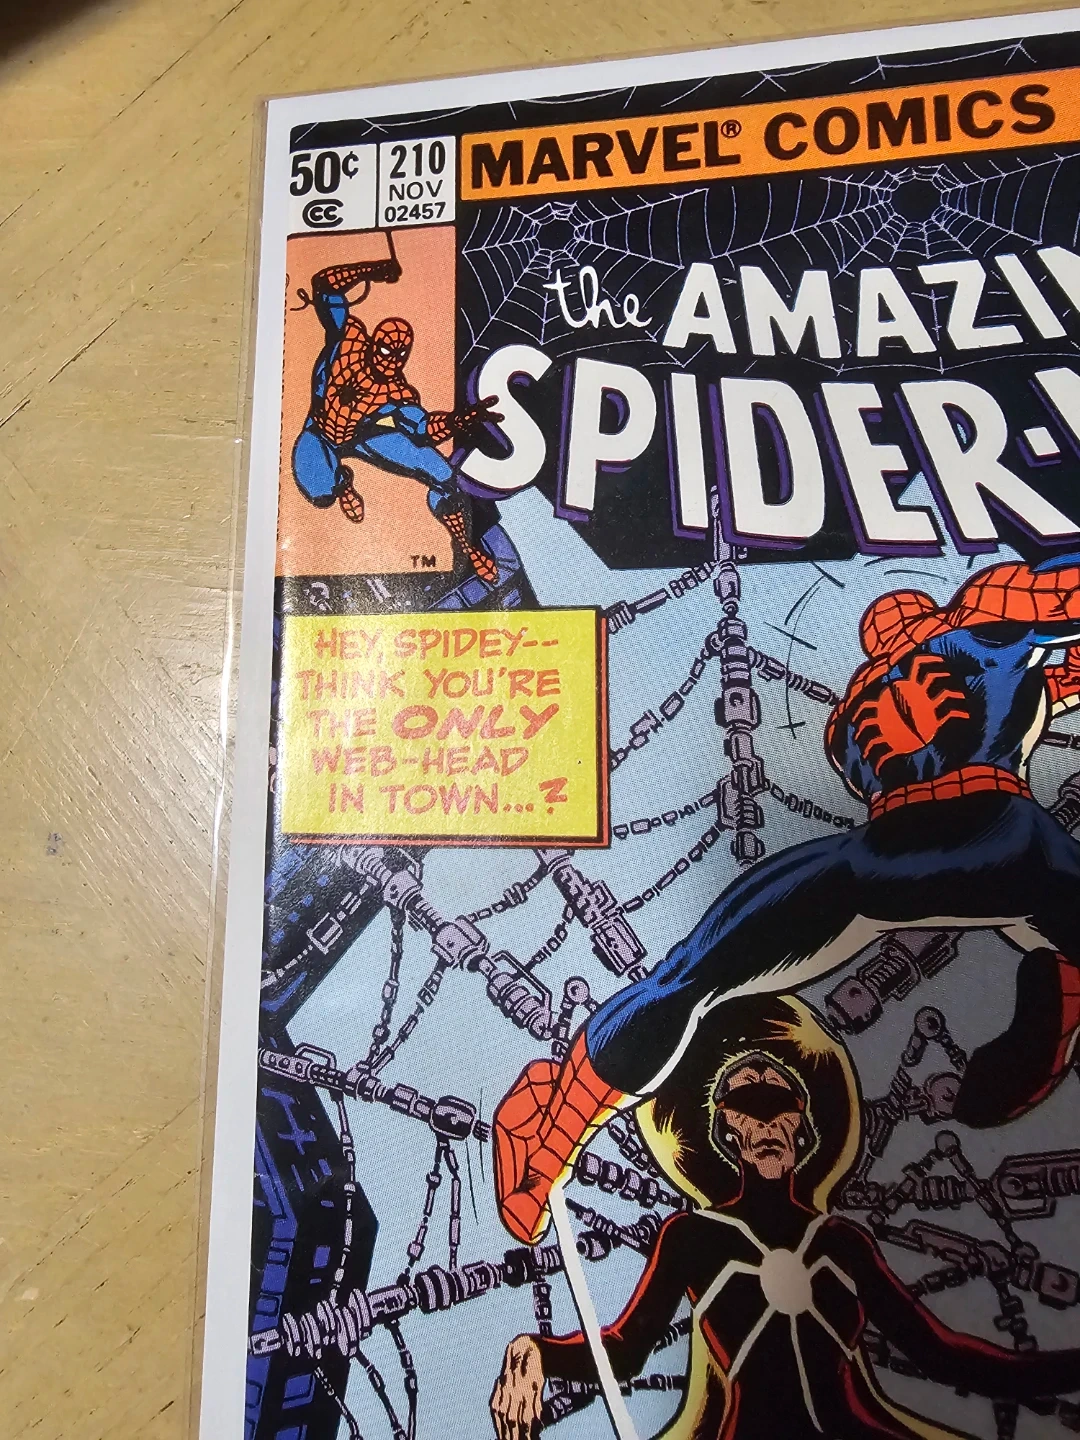 MARVEL® COMICS
50¢
210
NOV
02457
CC
the AMAZI
SPIDER-
TM
HEY, SPIDEY--
THINK YOU'RE
THE ONLY
WEB-HEAD
IN TOWN...?